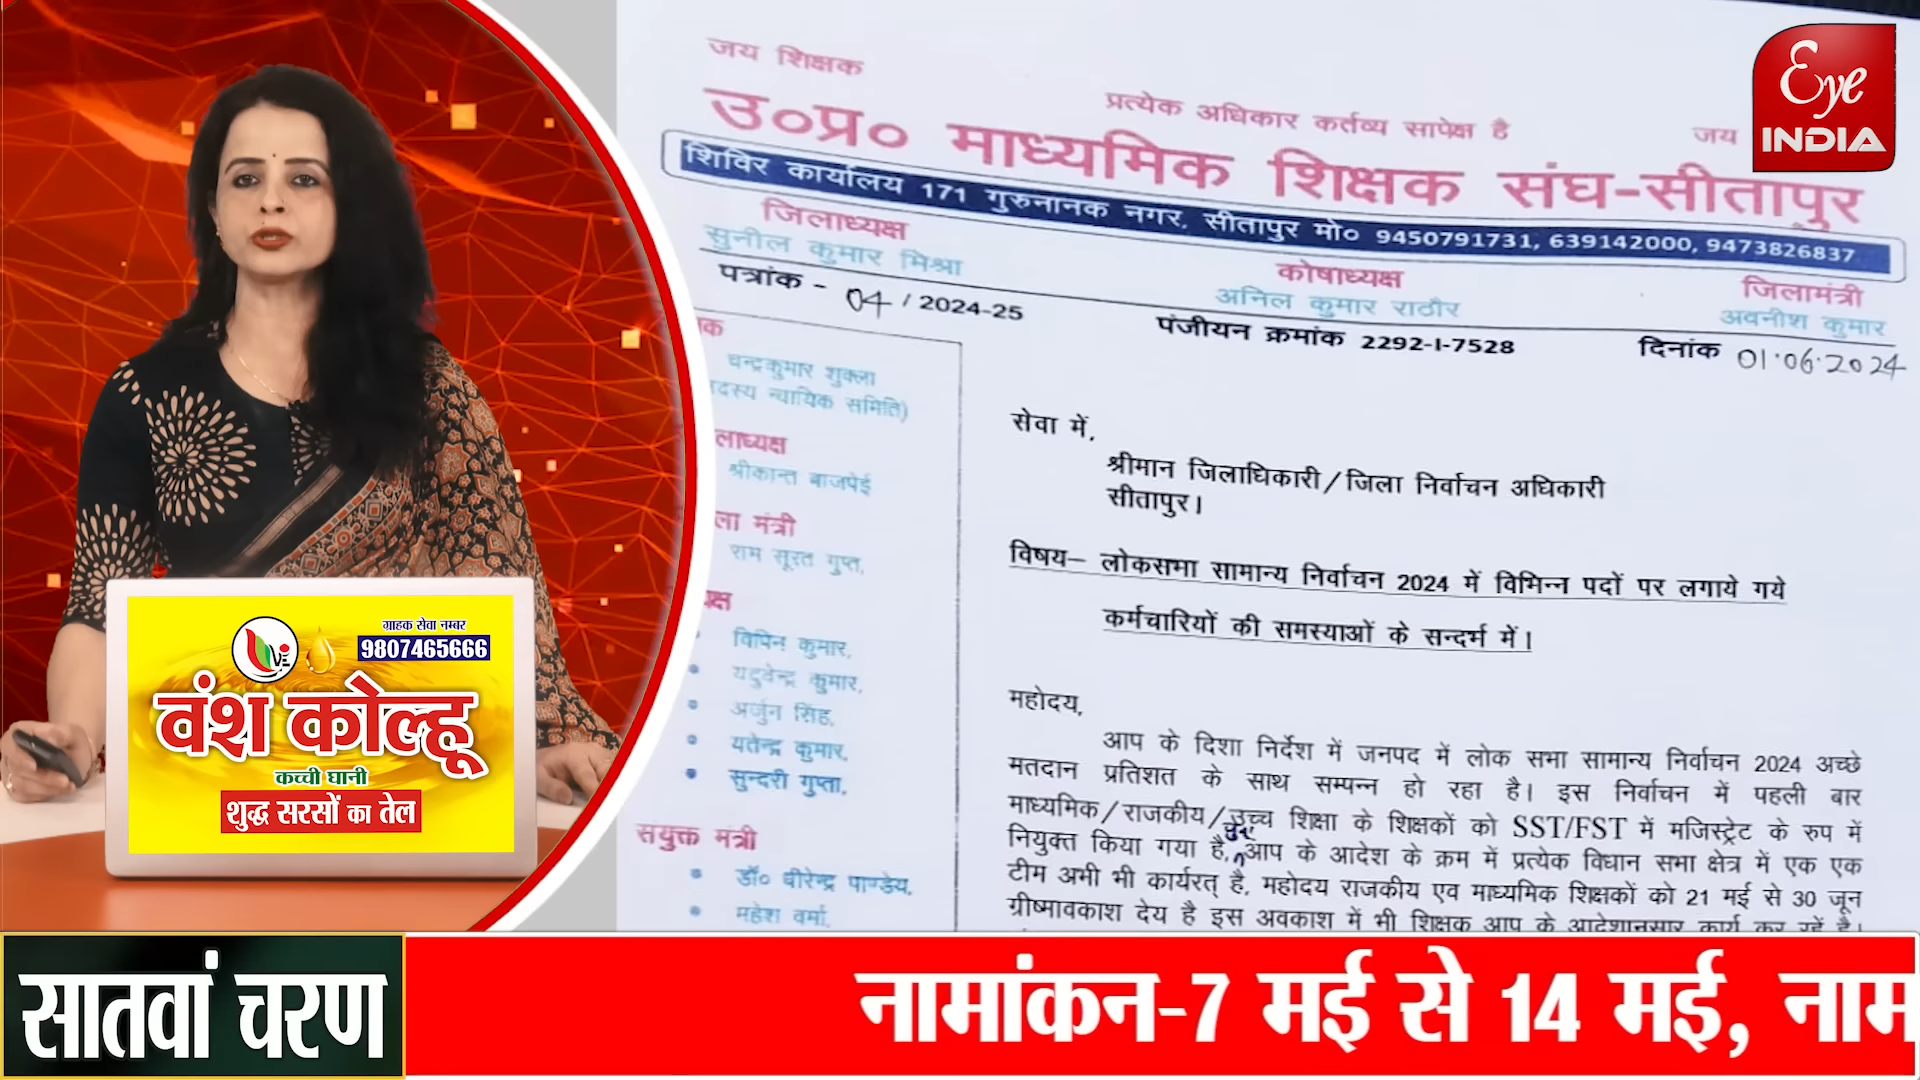 Eye
INDIA
जय शिक्षक
प्रत्येक अधिकार कर्तव्य सापेक्ष है
जय
उ०प्र० माध्यमिक शिक्षक संघ-सीतापुर
शिविर कार्यालय 171 गुरुनानक नगर, सीतापुर मो० 9450791731, 639142000, 9473826837
जिलाध्यक्ष
सुनील कुमार मिश्रा
कोषाध्यक्ष
अनिल कुमार राठौर
जिलामंत्री
अवनीश कुमार
पत्रांक - 04 / 2024-25
पंजीयन क्रमांक 2292-I-7528
दिनांक 01.06.2024
चन्द्रकुमार शुक्ला
न्यायिक समिति)
श्रीकान्त बाजपेई
मंत्री
राम सूरत गुप्त,
विपिन कुमार,
यदुवेन्द्र कुमार,
अर्जुन सिंह,
यतेन्द्र कुमार,
सुन्दरी गुप्ता,
संयुक्त मंत्री
डॉ० धीरेन्द्र पाण्डेय,
महेश वर्मा,
सेवा में,
श्रीमान जिलाधिकारी/जिला निर्वाचन अधिकारी
सीतापुर।
विषय– लोकसभा सामान्य निर्वाचन 2024 में विभिन्न पदों पर लगाये गये
कर्मचारियों की समस्याओं के सन्दर्भ में।
महोदय,
आप के दिशा निर्देश में जनपद में लोक सभा सामान्य निर्वाचन 2024 अच्छे
मतदान प्रतिशत के साथ सम्पन्न हो रहा है। इस निर्वाचन में पहली बार
माध्यमिक/राजकीय/उच्च शिक्षा के शिक्षकों को SST/FST में मजिस्ट्रेट के रुप में
नियुक्त किया गया है, आप के आदेश के क्रम में प्रत्येक विधान सभा क्षेत्र में एक एक
टीम अभी भी कार्यरत् है, महोदय राजकीय एव माध्यमिक शिक्षकों को 21 मई से 30 जून
ग्रीष्मावकाश देय है इस अवकाश में भी शिक्षक आप के आदेशानुसार कार्य कर रहें है।
ग्राहक सेवा नम्बर
9807465666
वंश कोल्हू
कच्ची घानी
शुद्ध सरसों का तेल
सातवां चरण
नामांकन-7 मई से 14 मई, नाम